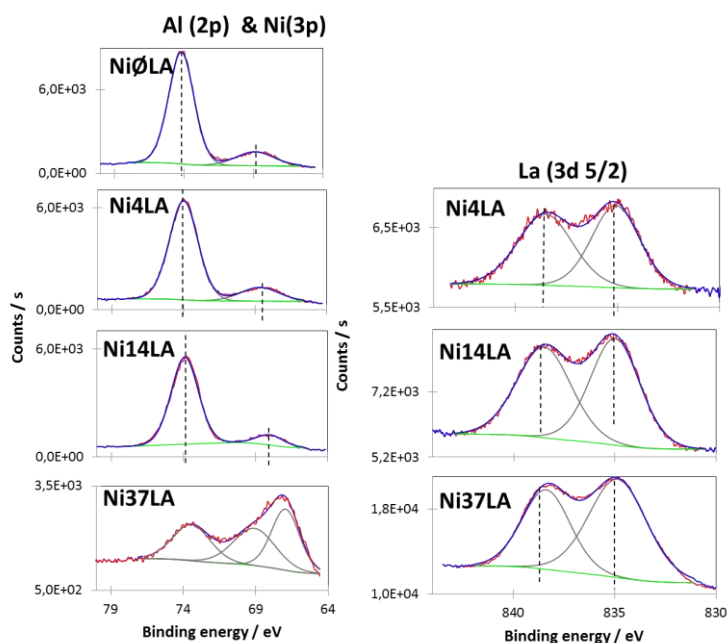 Al (2p) & Ni(3p)
NiØLA
6,0E+03
0,0E+00
Ni4LA
6,0E+03
0,0E+00
Ni14LA
6,0E+03
0,0E+00
Ni37LA
3,5E+03
5,0E+02
79 74 69 64
Binding energy / eV
Counts / s
La (3d 5/2)
Ni4LA
6,5E+03
5,5E+03
Ni14LA
7,2E+03
5,2E+03
Ni37LA
1,8E+04
1,0E+04
840 835 830
Binding energy / eV
Counts / s